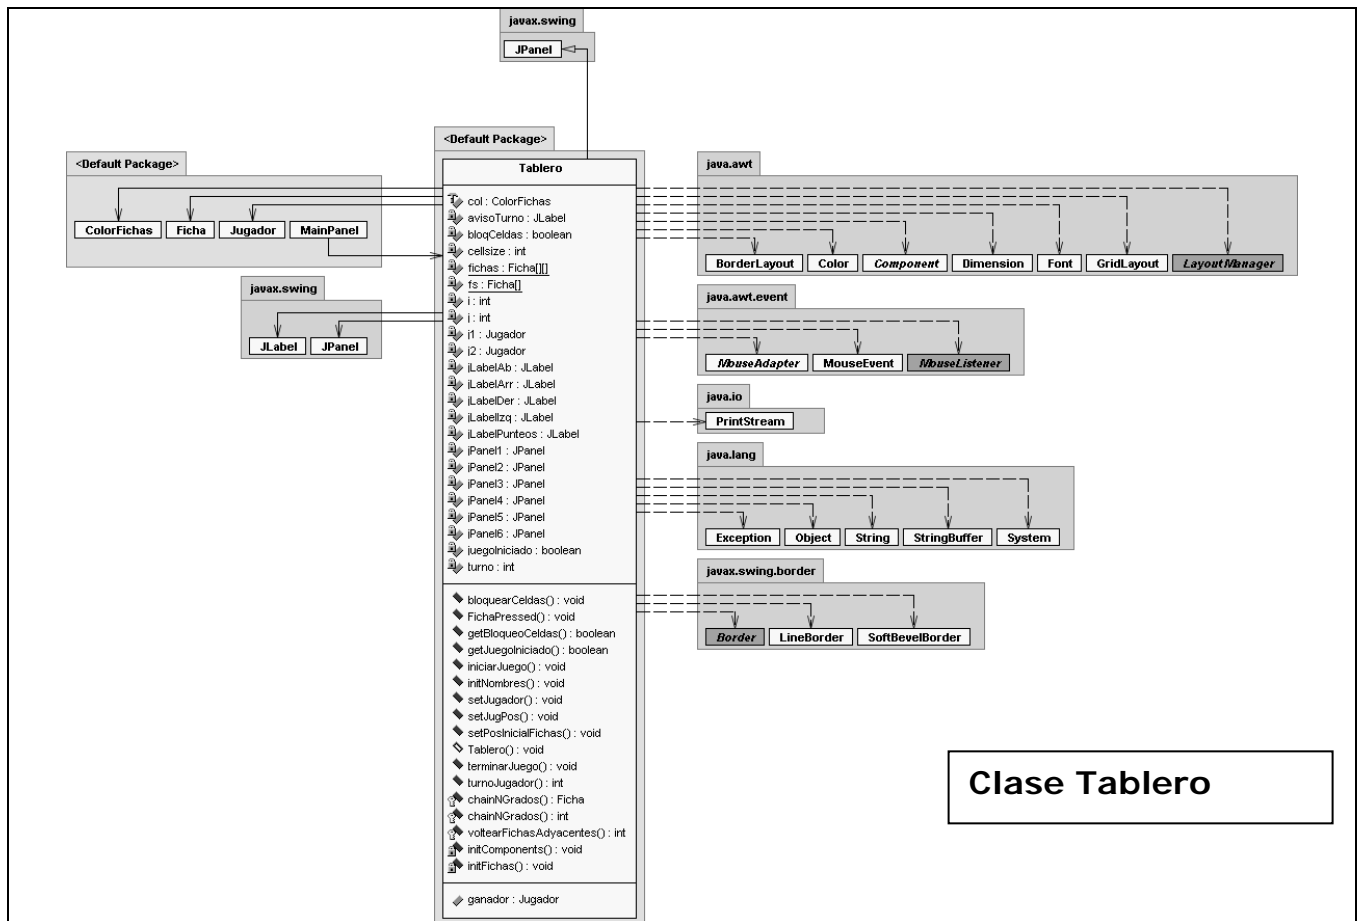 javax.swing
JPanel
<Default Package>
<Default Package>
Tablero
ColorFichas
Ficha
Jugador
MainPanel
javax.swing
JLabel
JPanel
col : ColorFichas
avisoTurno : JLabel
bloqCeldas : boolean
cellsize : int
fichas : Ficha[][]
fs : Ficha[]
i : int
j : int
j1 : Jugador
j2 : Jugador
jLabelAb : JLabel
jLabelArr : JLabel
jLabelDer : JLabel
jLabelIzq : JLabel
jLabelPunteos : JLabel
jPanel1 : JPanel
jPanel2 : JPanel
jPanel3 : JPanel
jPanel4 : JPanel
jPanel5 : JPanel
jPanel6 : JPanel
juegoIniciado : boolean
turno : int
bloquearCeldas() : void
FichaPressed() : void
getBloqueoCeldas() : boolean
getJuegoIniciado() : boolean
iniciarJuego() : void
initNombres() : void
setJugador() : void
setJugPos() : void
setPosInicialFichas() : void
Tablero() : void
terminarJuego() : void
turnoJugador() : int
chainNGrados() : Ficha
chainNGrados() : int
voltearFichasAdyacentes() : int
initComponents() : void
initFichas() : void
ganador : Jugador
java.awt
BorderLayout
Color
Component
Dimension
Font
GridLayout
LayoutManager
java.awt.event
MouseAdapter
MouseEvent
MouseListener
java.io
PrintStream
java.lang
Exception
Object
String
StringBuffer
System
javax.swing.border
Border
LineBorder
SoftBevelBorder
Clase Tablero